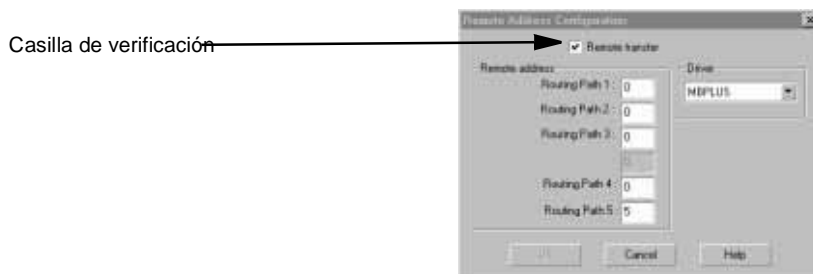 Remote Address Configuration
Casilla de verificación
Remote transfer
Remote address
Driver
Routing Path 1: 0
MBPLUS
Routing Path 2: 0
Routing Path 3: 0
Routing Path 4: 0
Routing Path 5: 5
Cancel
Help